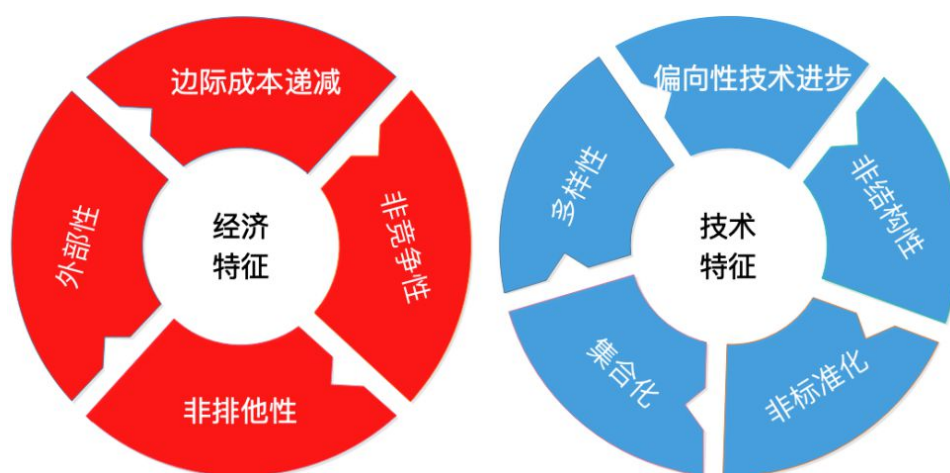 边际成本递减
非竞争性
非排他性
外部性
经济
特征
偏向性技术进步
非结构性
非标准化
集合化
多样性
技术
特征